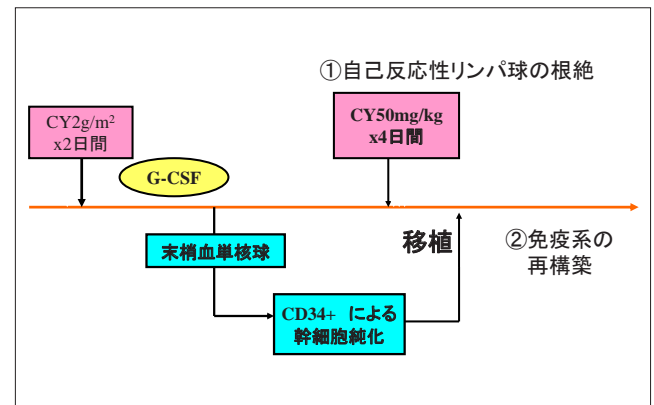 ①自己反応性リンパ球の根絶
CY2g/m²
x2日間
CY50mg/kg
x4日間
G-CSF
末梢血単核球
移植
②免疫系の
再構築
CD34+ による
幹細胞純化